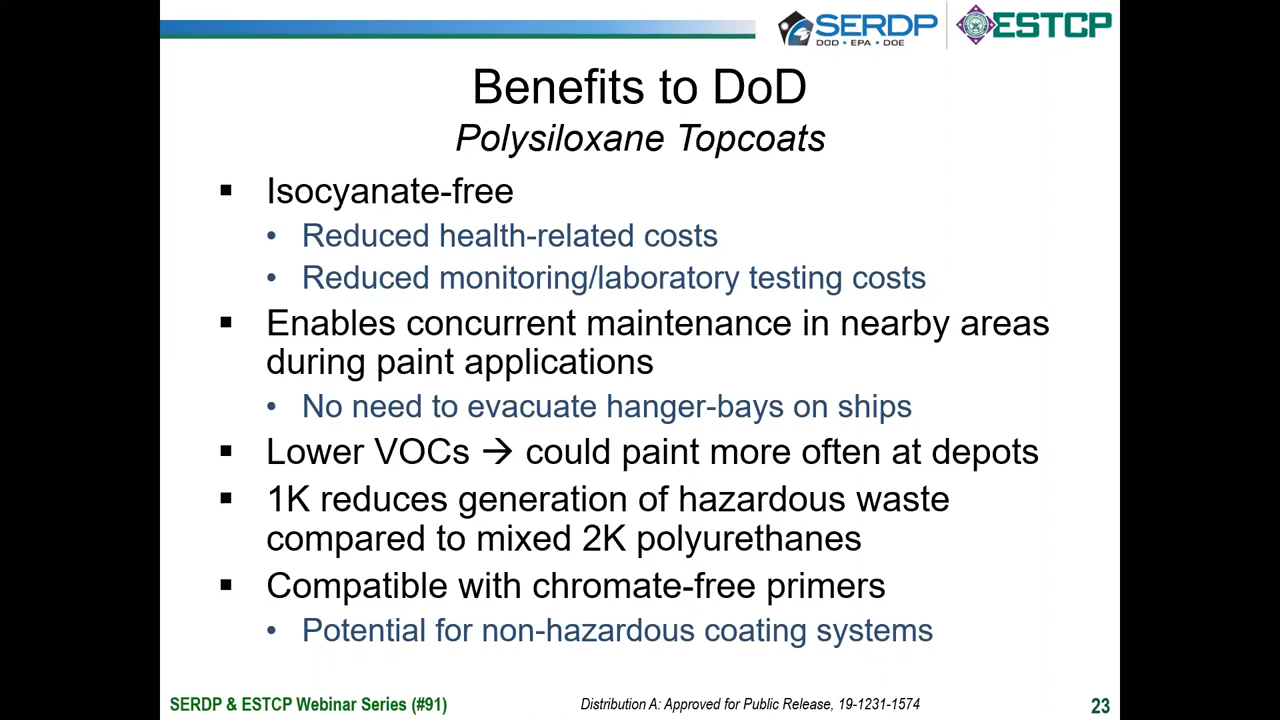 SERDP
DOD • EPA • DOE
ESTCP
Benefits to DoD
Polysiloxane Topcoats
▪ Isocyanate-free
• Reduced health-related costs
• Reduced monitoring/laboratory testing costs
▪ Enables concurrent maintenance in nearby areas
during paint applications
• No need to evacuate hanger-bays on ships
▪ Lower VOCs → could paint more often at depots
▪ 1K reduces generation of hazardous waste
compared to mixed 2K polyurethanes
▪ Compatible with chromate-free primers
• Potential for non-hazardous coating systems
SERDP & ESTCP Webinar Series (#91)
Distribution A: Approved for Public Release, 19-1231-1574
23